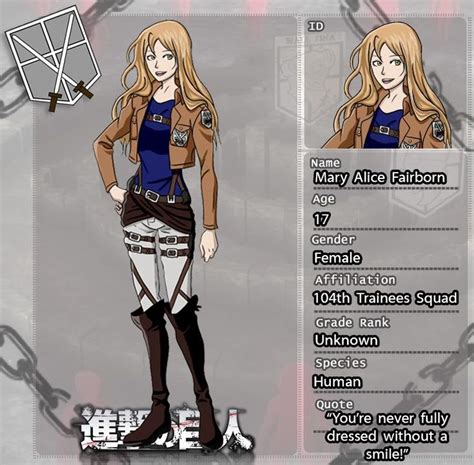 ID
Name
Mary Alice Fairborn
Age
17
Gender
Female
Affiliation
104th Trainees Squad
Grade Rank
Unknown
Species
Human
Quote
“You're never fully
dressed without a
smile!”
進撃の巨人